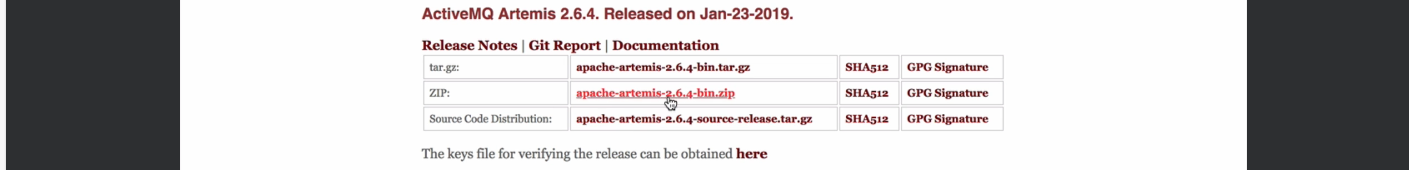 ActiveMQ Artemis 2.6.4. Released on Jan-23-2019.
Release Notes | Git Report | Documentation
tar.gz: apache-artemis-2.6.4-bin.tar.gz SHA512 GPG Signature
ZIP: apache-artemis-2.6.4-bin.zip SHA512 GPG Signature
Source Code Distribution: apache-artemis-2.6.4-source-release.tar.gz SHA512 GPG Signature
The keys file for verifying the release can be obtained here